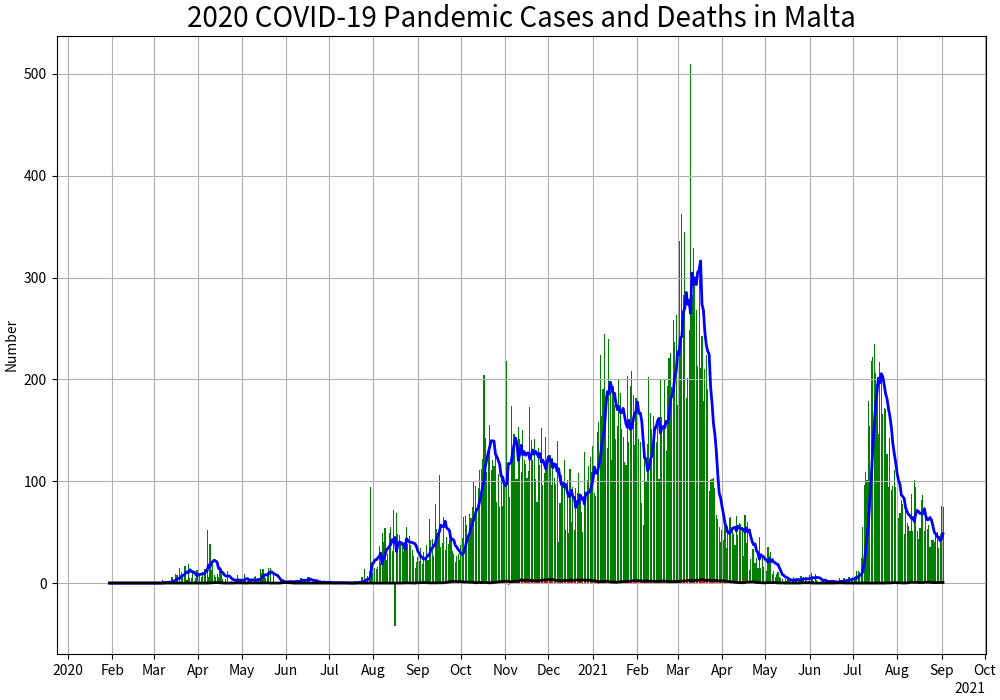 2020 COVID-19 Pandemic Cases and Deaths in Malta
Number
500
400
300
200
100
0
2020 Feb Mar Apr May Jun Jul Aug Sep Oct Nov Dec 2021 Feb Mar Apr May Jun Jul Aug Sep Oct
2021